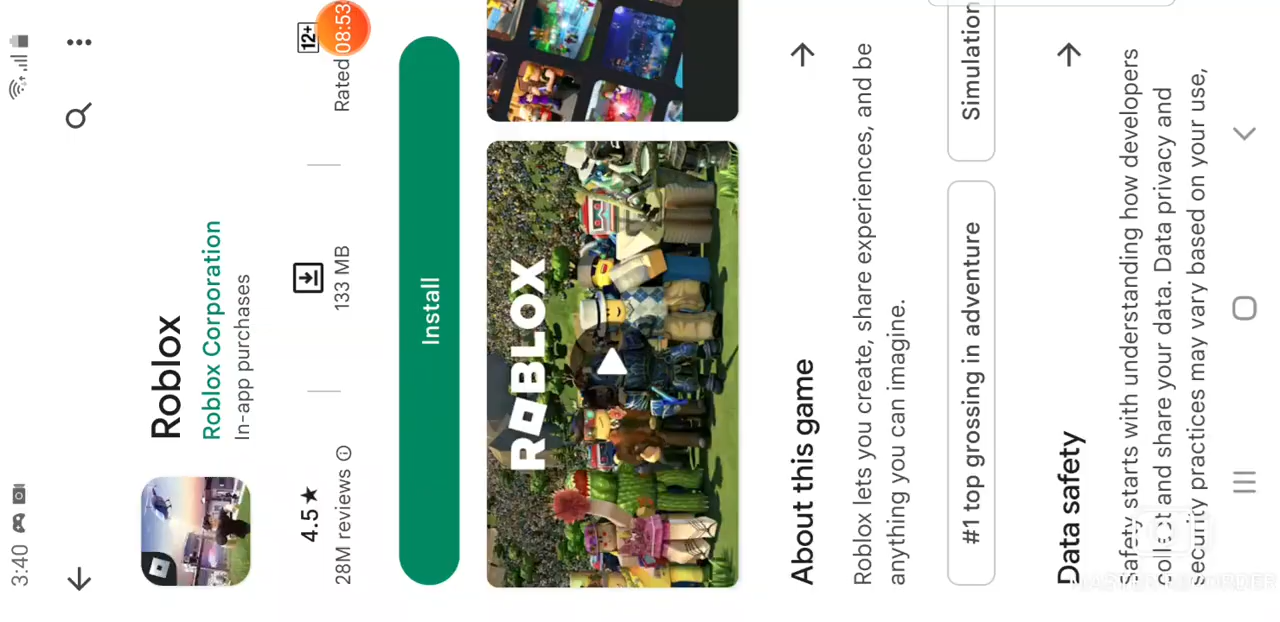 3:40
Roblox
Roblox Corporation
In-app purchases
4.5★
28M reviews
133 MB
12+
Rated
08:53
Install
ROBLOX
About this game
Roblox lets you create, share experiences, and be
anything you can imagine.
#1 top grossing in adventure
Simulation
Data safety
Safety starts with understanding how developers
collect and share your data. Data privacy and
security practices may vary based on your use,
MASTER RECORDER